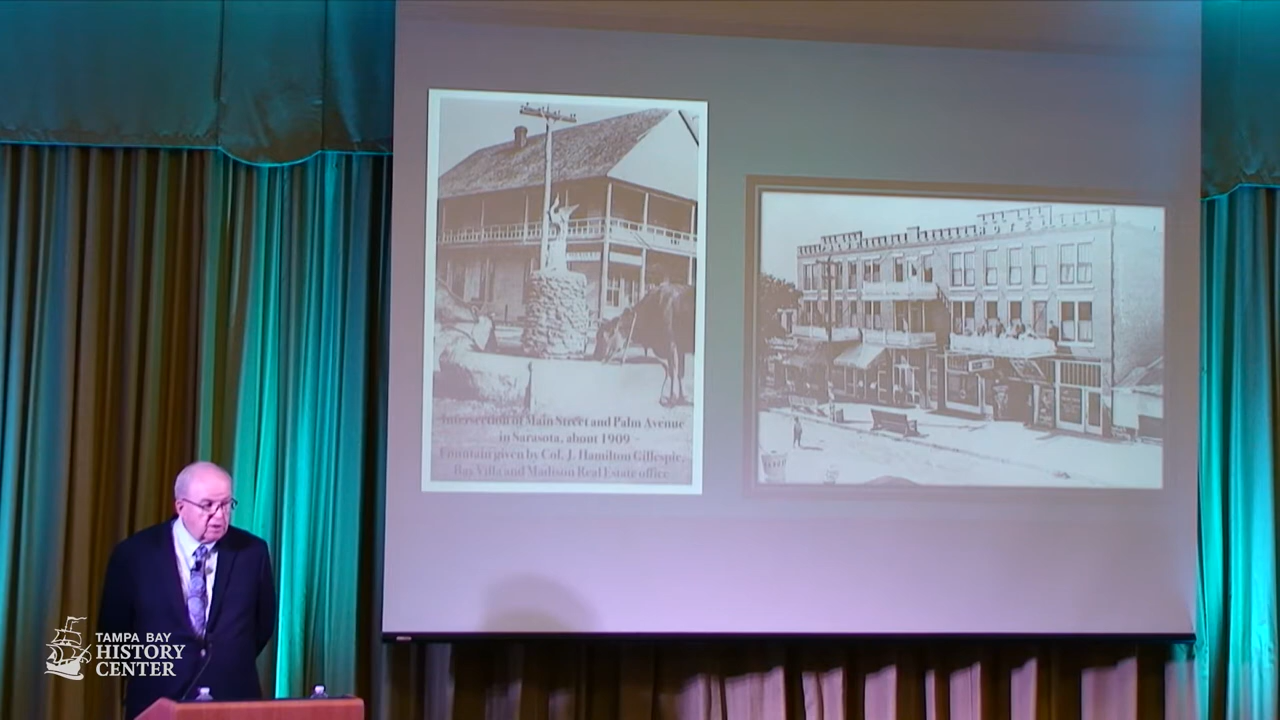 Intersection of Main Street and Palm Avenue
in Sarasota, about 1909 -
Fountain given by Col. J. Hamilton Gillespie,
Bay Villa and Madison Real Estate office
TAMPA BAY
HISTORY
CENTER